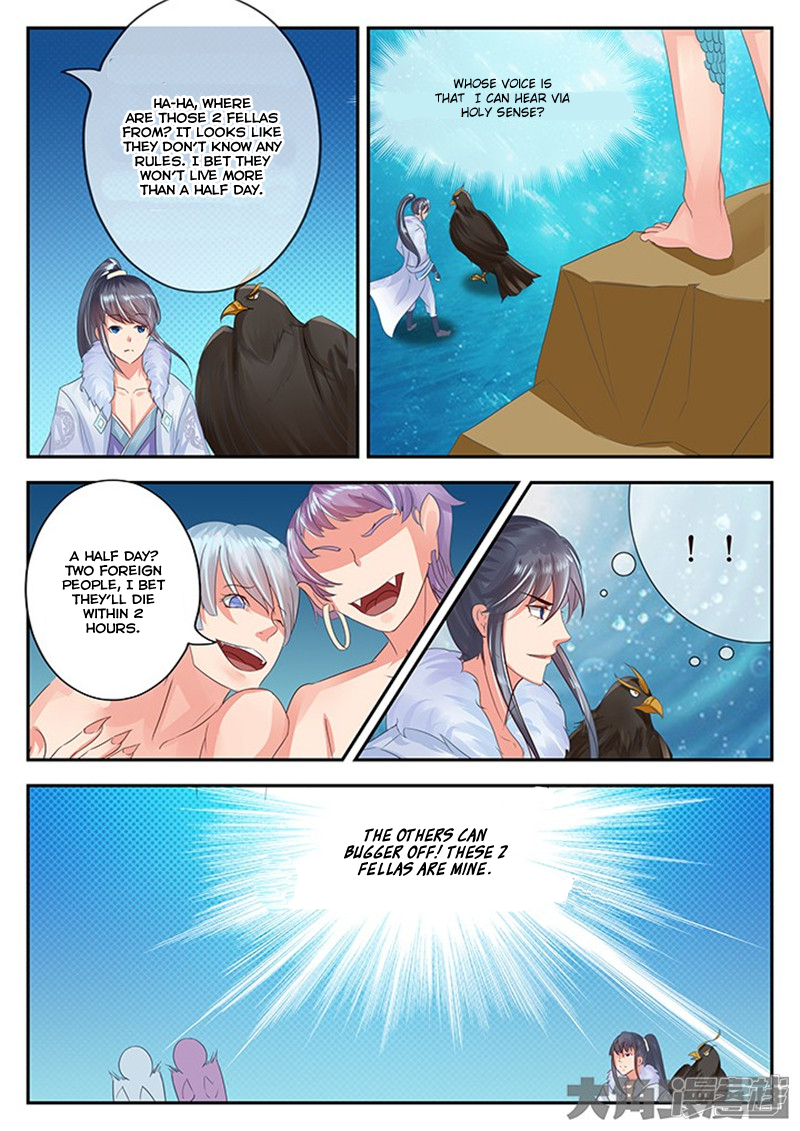 HA-HA, WHERE
ARE THOSE 2 FELLAS
FROM? IT LOOKS LIKE
THEY DON'T KNOW ANY
RULES. I BET THEY
WON'T LIVE MORE
THAN A HALF DAY.
WHOSE VOICE IS
THAT I CAN HEAR VIA
HOLY SENSE?
A HALF DAY?
TWO FOREIGN
PEOPLE, I BET
THEY'LL DIE
WITHIN 2
HOURS.
! !
THE OTHERS CAN
BUGGER OFF! THESE 2
FELLAS ARE MINE.